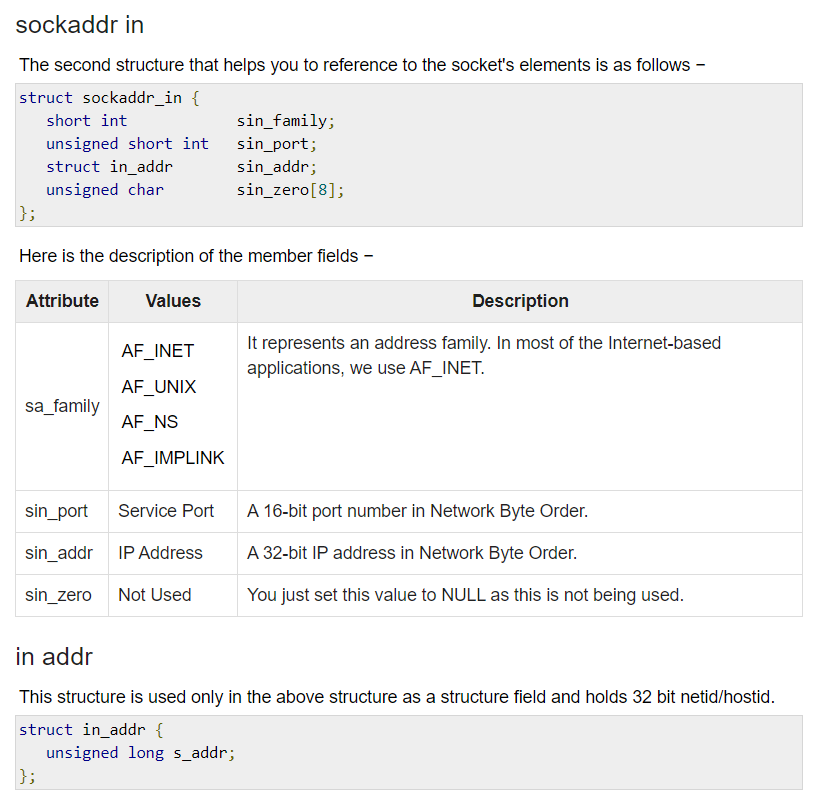 sockaddr in
The second structure that helps you to reference to the socket's elements is as follows −
struct sockaddr_in {
   short int            sin_family;
   unsigned short int   sin_port;
   struct in_addr       sin_addr;
   unsigned char        sin_zero[8];
};
Here is the description of the member fields −
Attribute Values Description
sa_family
AF_INET
AF_UNIX
AF_NS
AF_IMPLINK
It represents an address family. In most of the Internet-based
applications, we use AF_INET.
sin_port Service Port A 16-bit port number in Network Byte Order.
sin_addr IP Address A 32-bit IP address in Network Byte Order.
sin_zero Not Used You just set this value to NULL as this is not being used.
in addr
This structure is used only in the above structure as a structure field and holds 32 bit netid/hostid.
struct in_addr {
   unsigned long s_addr;
};